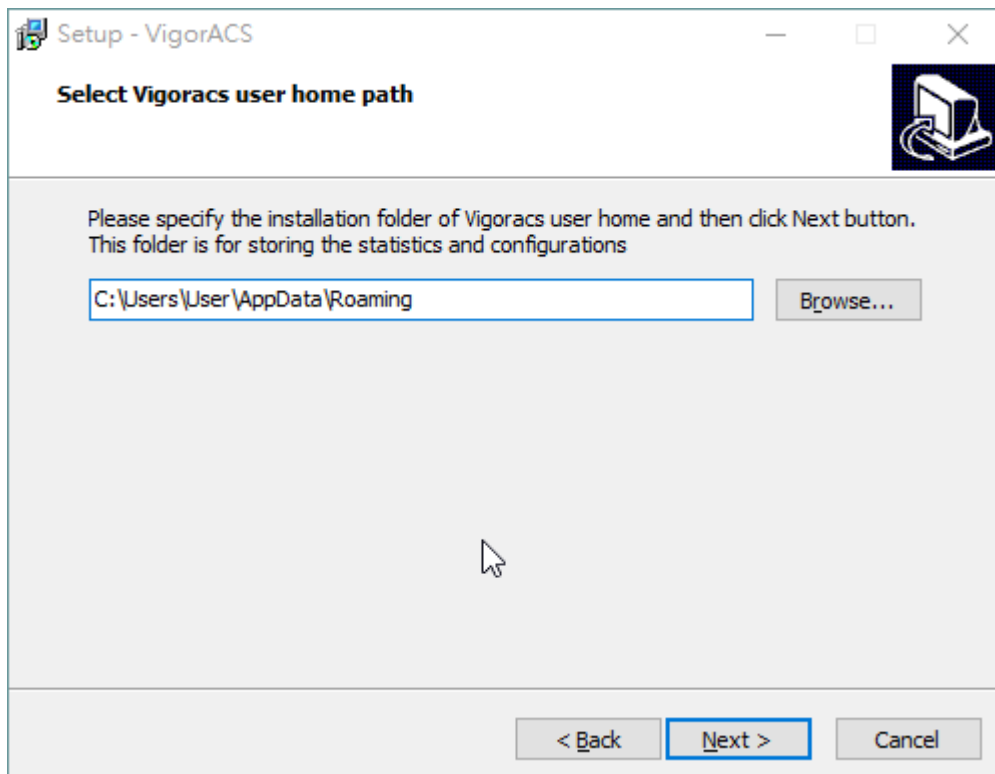 Setup - VigorACS
Select Vigoracs user home path
Please specify the installation folder of Vigoracs user home and then click Next button.
This folder is for storing the statistics and configurations
C:\Users\User\AppData\Roaming
Browse...
< Back
Next >
Cancel